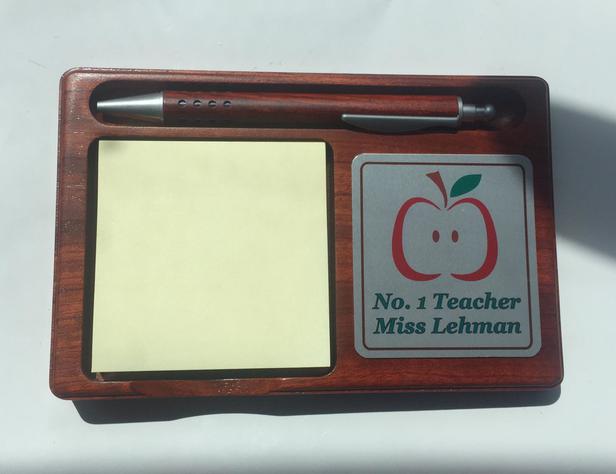 No. 1 Teacher
Miss Lehman